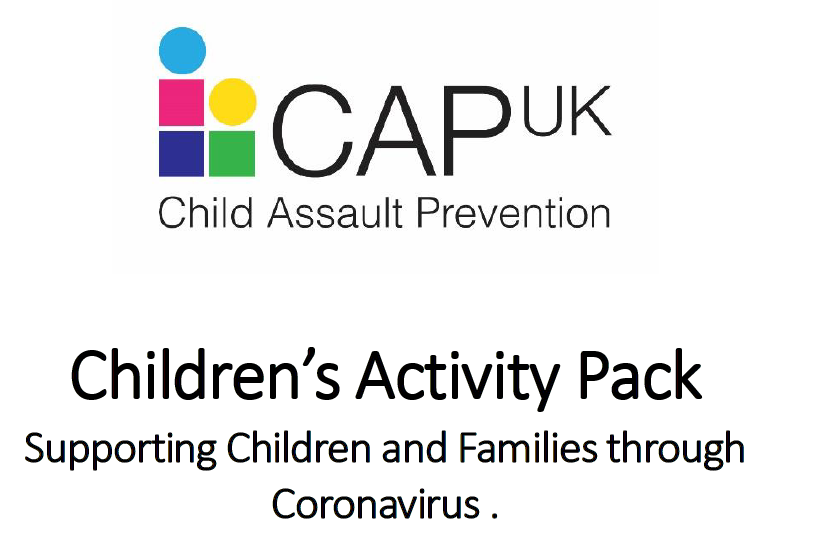 CAP UK
Child Assault Prevention
Children’s Activity Pack
Supporting Children and Families through
Coronavirus .